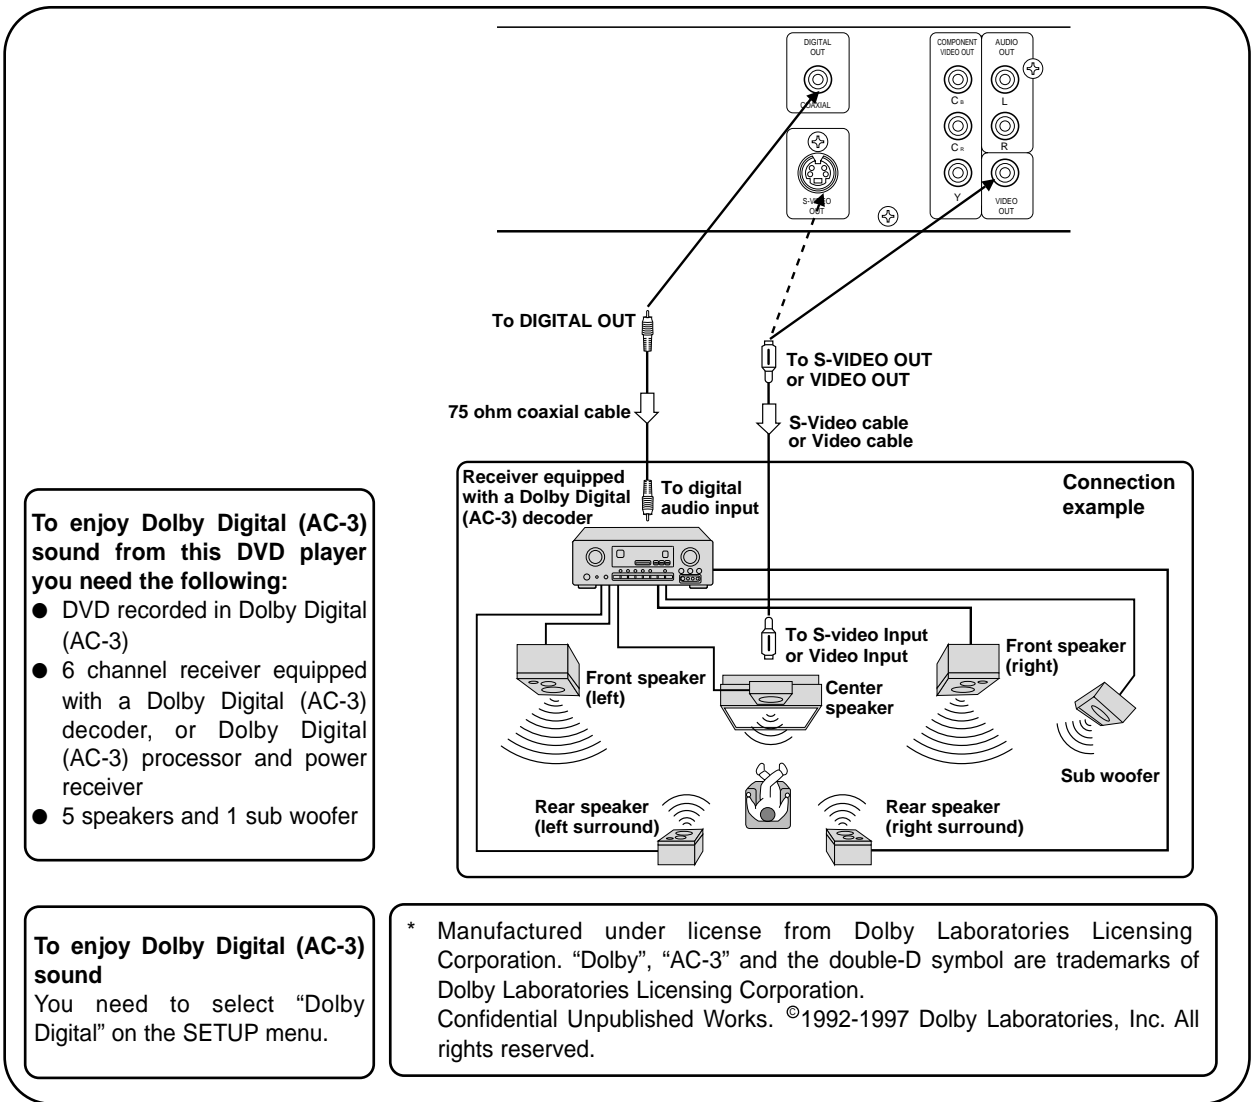 DIGITAL
OUT
COAXIAL
S-VIDEO
OUT
COMPONENT
VIDEO OUT
CB
CR
Y
AUDIO
OUT
L
R
VIDEO
OUT
To DIGITAL OUT
75 ohm coaxial cable
To S-VIDEO OUT
or VIDEO OUT
S-Video cable
or Video cable
Receiver equipped
with a Dolby Digital
(AC-3) decoder
To digital
audio input
Connection
example
To S-video Input
or Video Input
Front speaker
(left)
Center
speaker
Front speaker
(right)
Sub woofer
Rear speaker
(left surround)
Rear speaker
(right surround)
To enjoy Dolby Digital (AC-3)
sound from this DVD player
you need the following:
● DVD recorded in Dolby Digital
(AC-3)
● 6 channel receiver equipped
with a Dolby Digital (AC-3)
decoder, or Dolby Digital
(AC-3) processor and power
receiver
● 5 speakers and 1 sub woofer
To enjoy Dolby Digital (AC-3)
sound
You need to select “Dolby
Digital” on the SETUP menu.
* Manufactured under license from Dolby Laboratories Licensing
Corporation. “Dolby”, “AC-3” and the double-D symbol are trademarks of
Dolby Laboratories Licensing Corporation.
Confidential Unpublished Works. ©1992-1997 Dolby Laboratories, Inc. All
rights reserved.